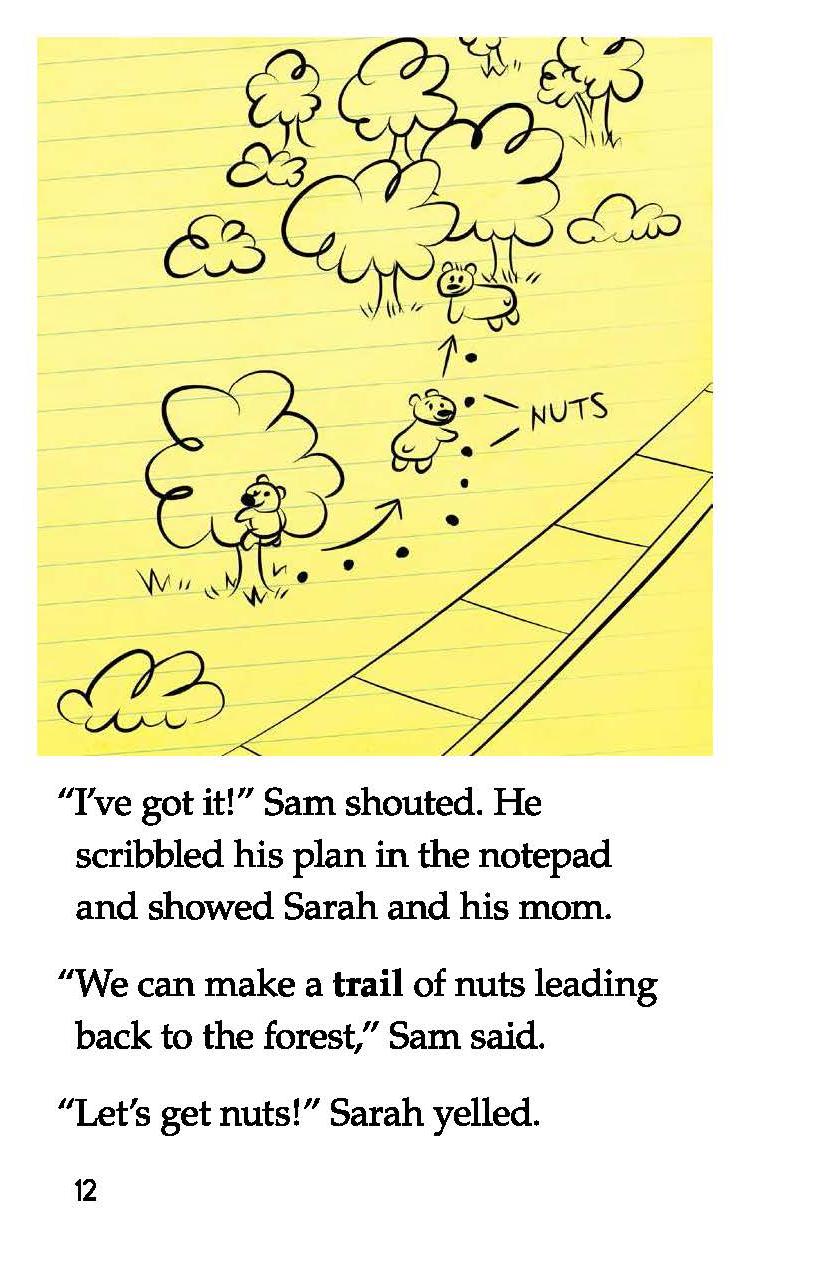 NUTS
“I’ve got it!” Sam shouted. He
scribbled his plan in the notepad
and showed Sarah and his mom.
“We can make a trail of nuts leading
back to the forest,” Sam said.
“Let’s get nuts!” Sarah yelled.
12